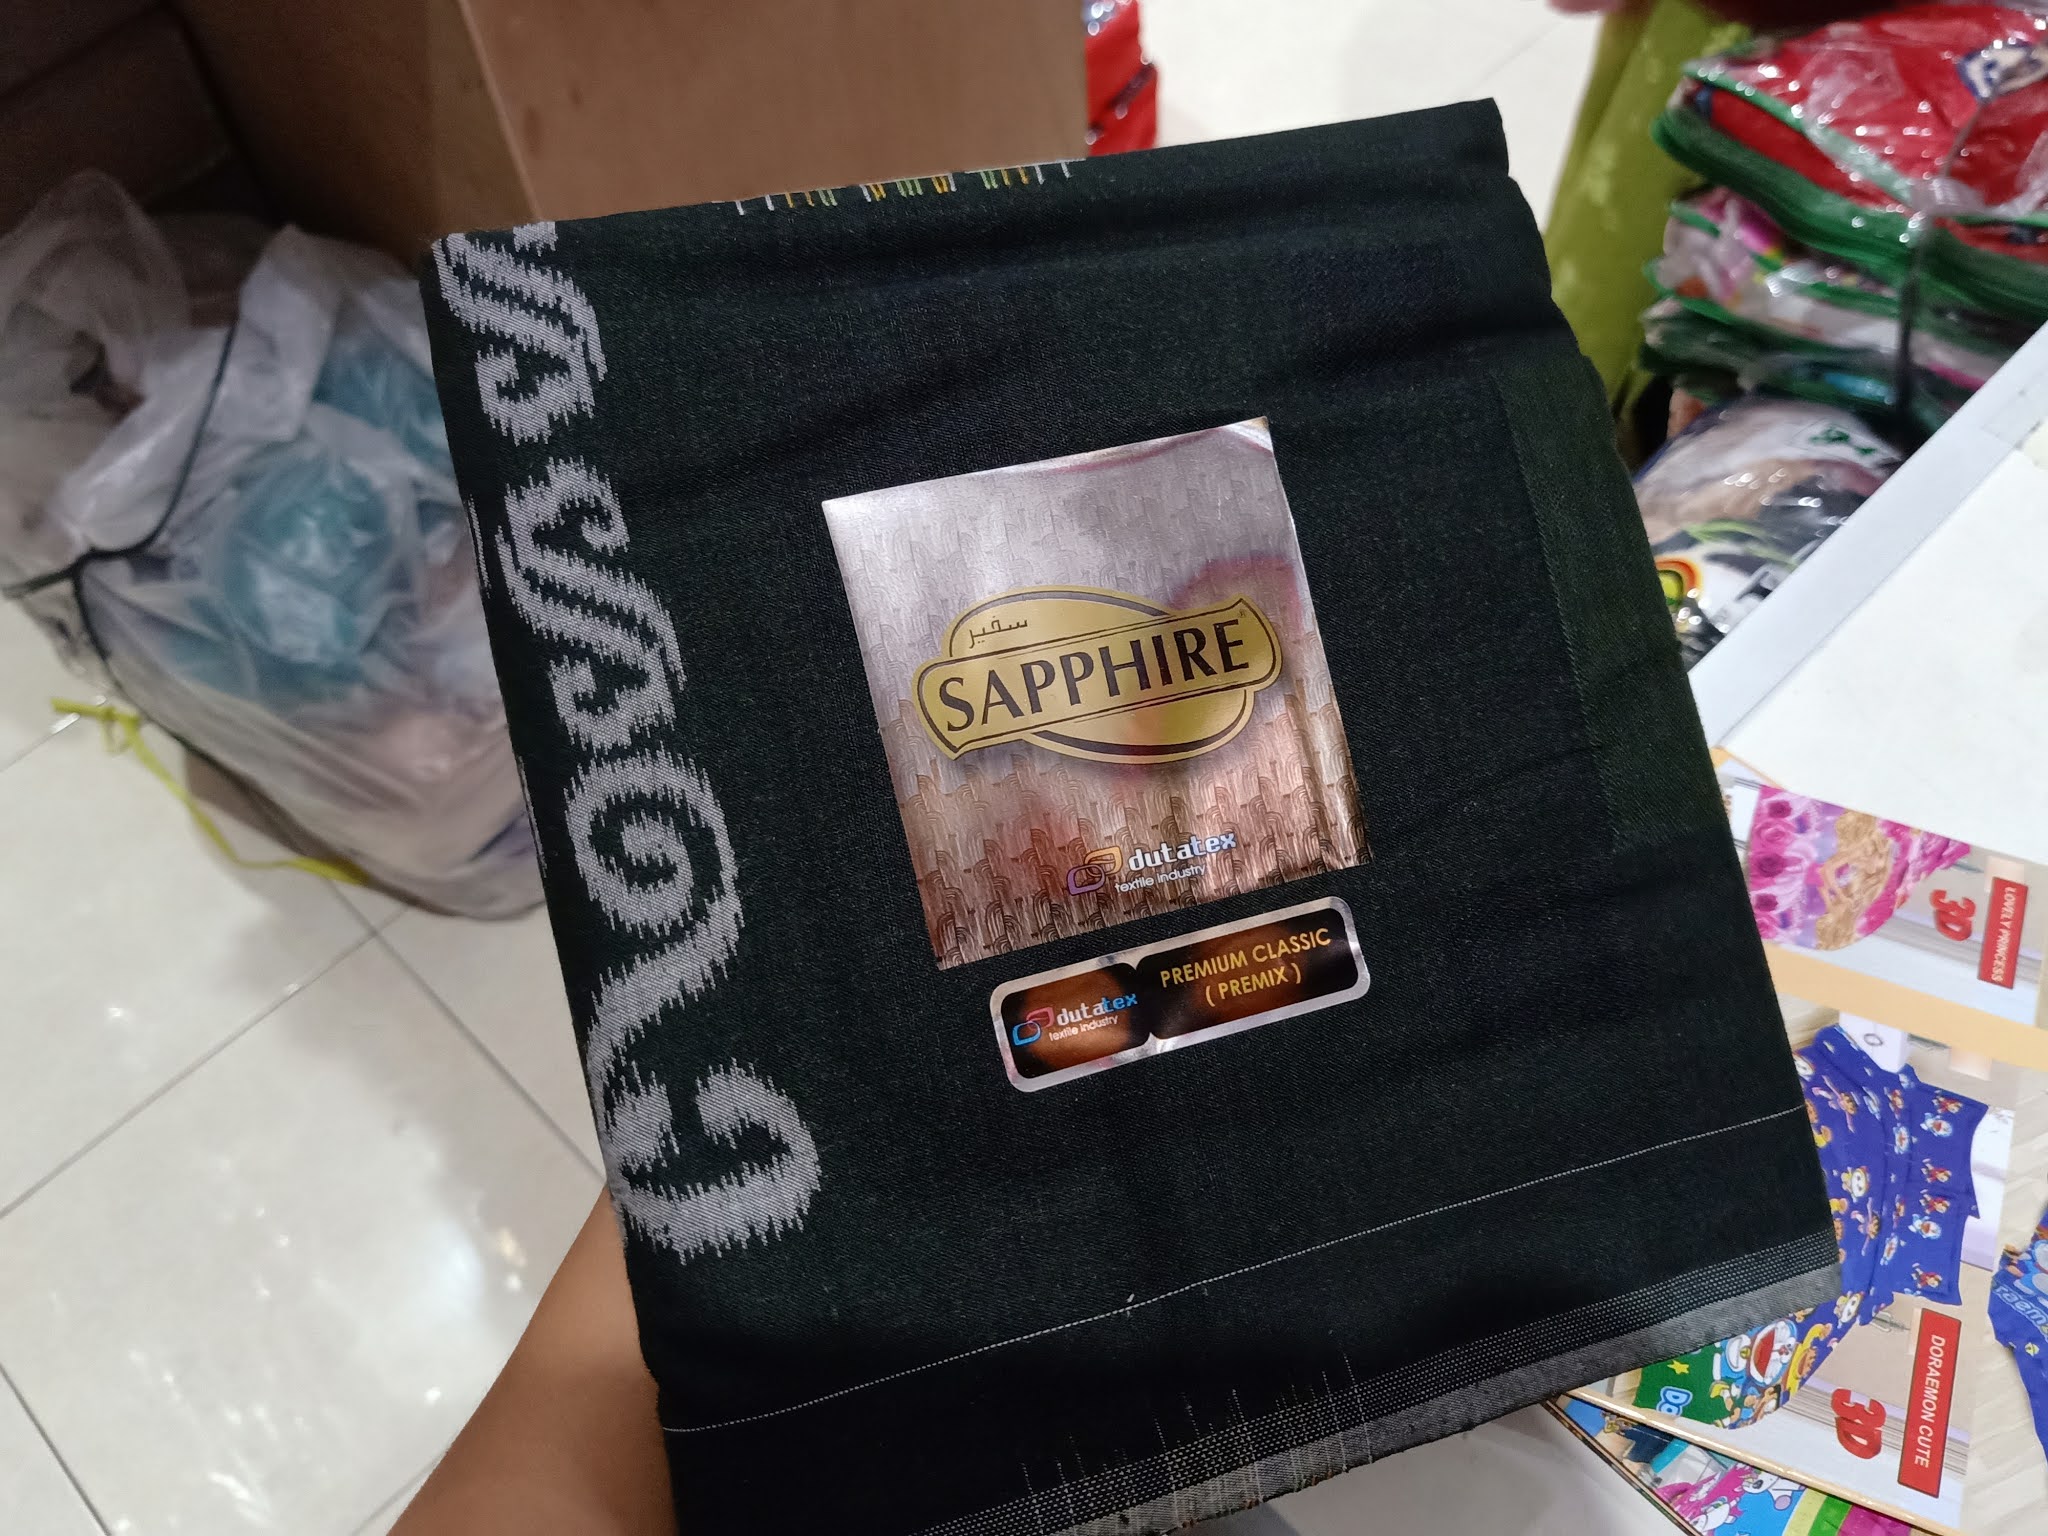 سفير
SAPPHIRE
dutatex
textile industry
dutatex
textile industry
PREMIUM CLASSIC
( PREMIX )
3D
LOVELY PRINCESS
3D
DORAEMON CUTE